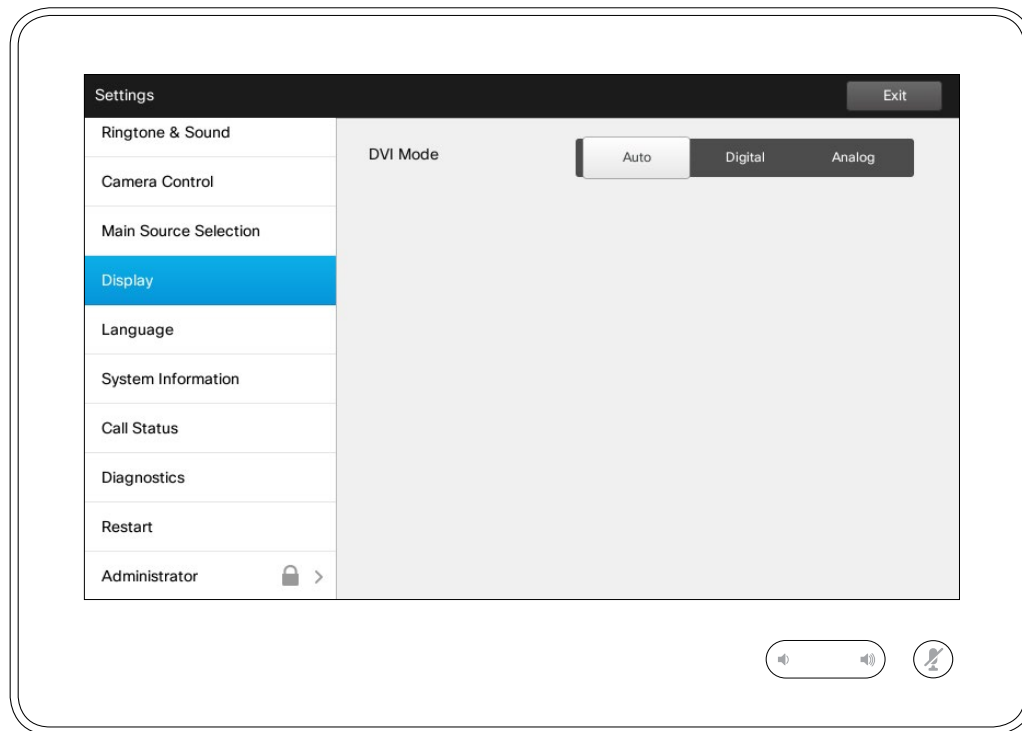 Settings
Exit
Ringtone & Sound
DVI Mode
Auto
Digital
Analog
Camera Control
Main Source Selection
Display
Language
System Information
Call Status
Diagnostics
Restart
Administrator